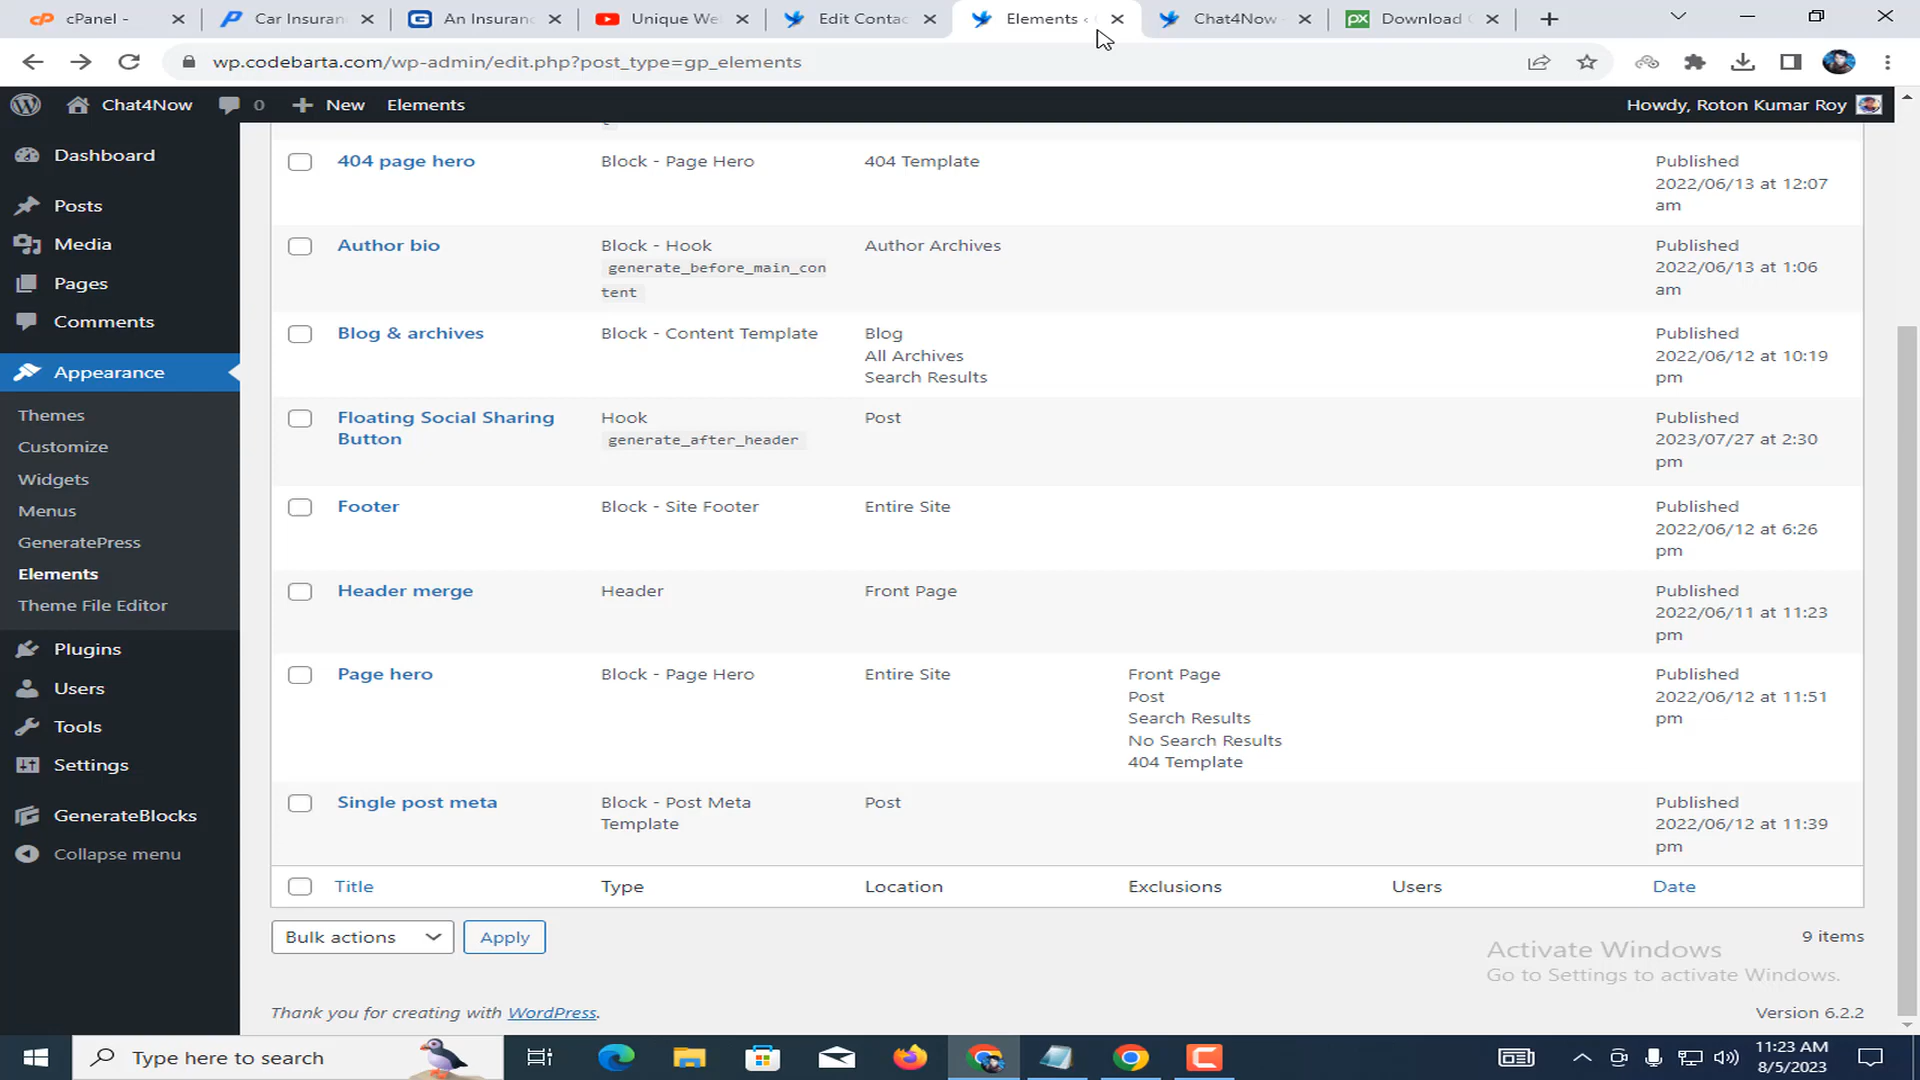 cPanel -
Car Insuran
An Insuranc
Unique Wel
Edit Contac
Elements ‹
Chat4Now
Download
wp.codebarta.com/wp-admin/edit.php?post_type=gp_elements
Chat4Now
0
New
Elements
Howdy, Roton Kumar Roy
Dashboard
Posts
Media
Pages
Comments
Appearance
Themes
Customize
Widgets
Menus
GeneratePress
Elements
Theme File Editor
Plugins
Users
Tools
Settings
GenerateBlocks
Collapse menu
404 page hero
Block - Page Hero
404 Template
Published
2022/06/13 at 12:07
am
Author bio
Block - Hook
generate_before_main_con
tent
Author Archives
Published
2022/06/13 at 1:06
am
Blog & archives
Block - Content Template
Blog
All Archives
Search Results
Published
2022/06/12 at 10:19
pm
Floating Social Sharing
Button
Hook
generate_after_header
Post
Published
2023/07/27 at 2:30
pm
Footer
Block - Site Footer
Entire Site
Published
2022/06/12 at 6:26
pm
Header merge
Header
Front Page
Published
2022/06/11 at 11:23
pm
Page hero
Block - Page Hero
Entire Site
Front Page
Post
Search Results
No Search Results
404 Template
Published
2022/06/12 at 11:51
pm
Single post meta
Block - Post Meta
Template
Post
Published
2022/06/12 at 11:39
pm
Title
Type
Location
Exclusions
Users
Date
Bulk actions
Apply
9 items
Activate Windows
Go to Settings to activate Windows.
Thank you for creating with WordPress.
Version 6.2.2
Type here to search
11:23 AM
8/5/2023